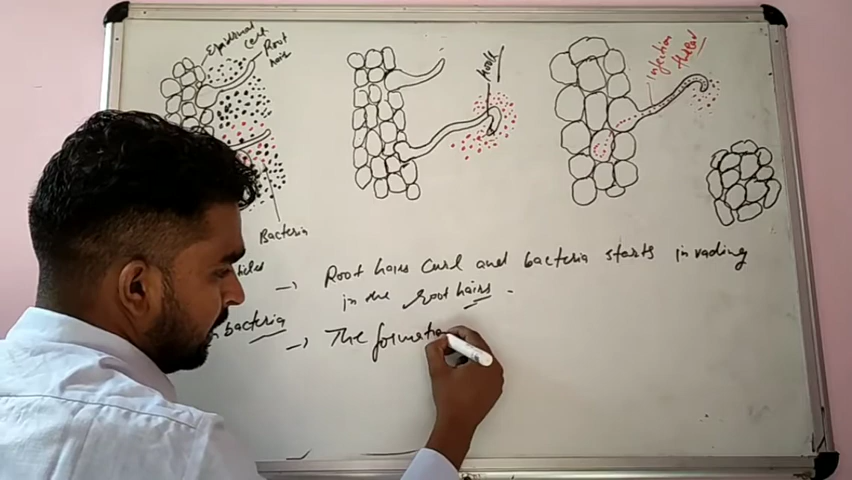 Epidermal
Cell
Root
hair
Hook
Infection
thread
Bacteria
→ Root hairs Curl and bacteria starts invading
in the root hairs.
bacteria
→ The formatio